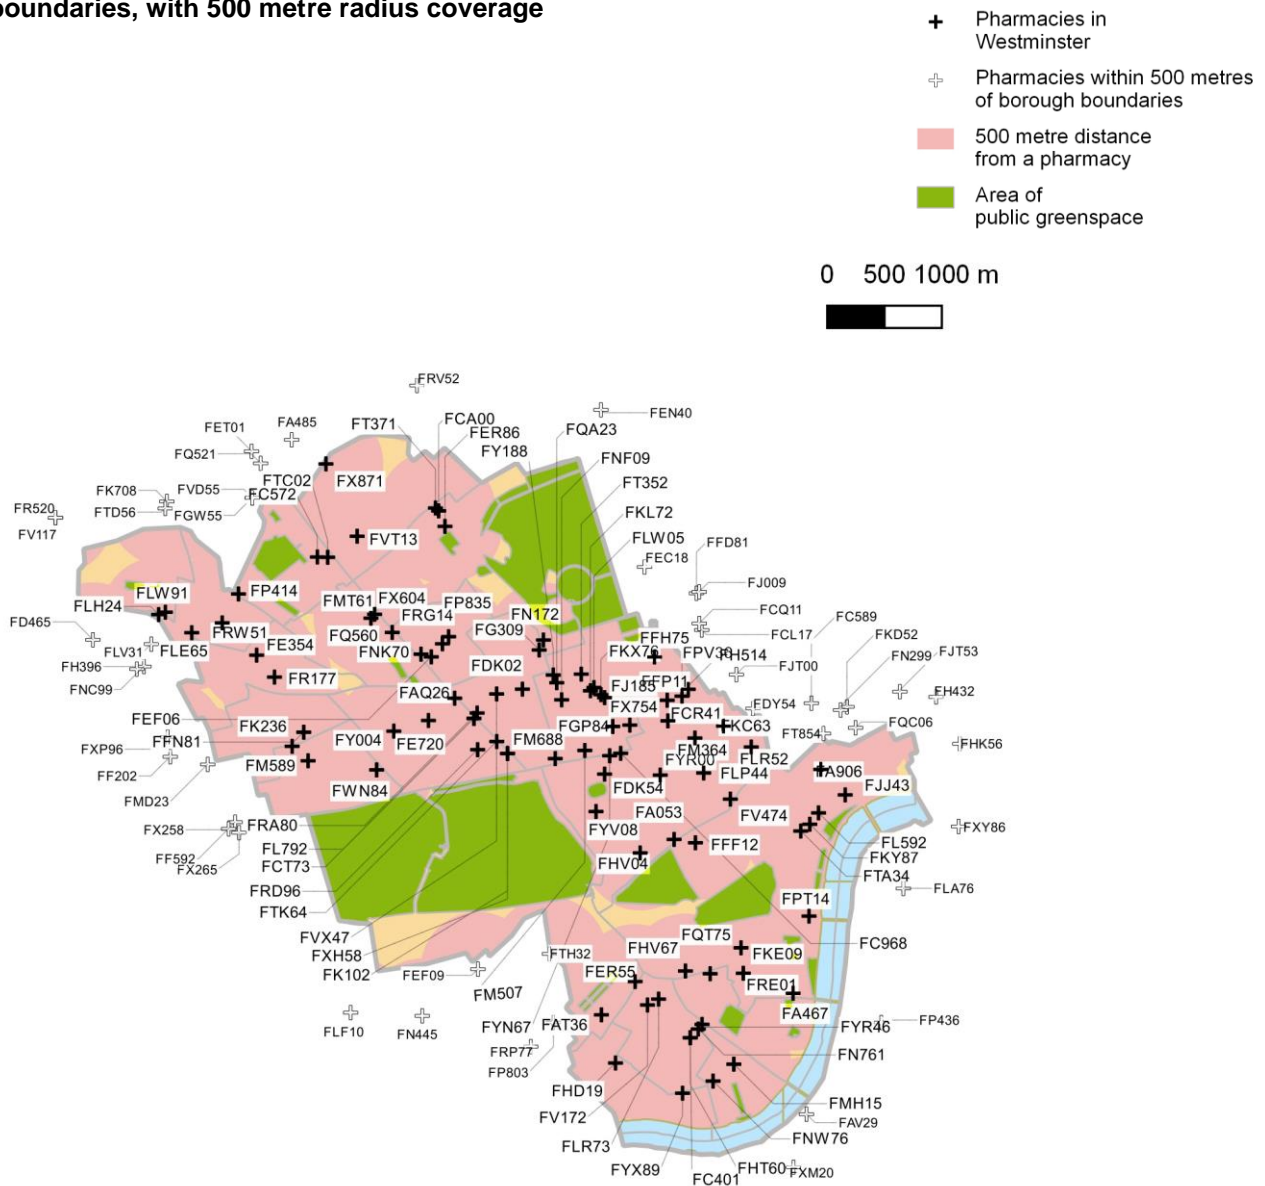 boundaries, with 500 metre radius coverage
Pharmacies in
Westminster
Pharmacies within 500 metres
of borough boundaries
500 metre distance
from a pharmacy
Area of
public greenspace
0 500 1000 m
FRV52
FEN40
FA485
FT371
FCA00
FET01
FER86
FQA23
FQ521
FY188
FNF09
FTC02
FX871
FT352
FK708
FVD55
FC572
FR520
FTD56
FGW55
FKL72
FV117
FVT13
FLW05
FFD81
FEC18
FJ009
FLW91
FP414
FLH24
FMT61
FX604
FP835
FCQ11
FC589
FD465
FRG14
FN172
FRW51
FQ560
FG309
FFH75
FCL17
FKD52
FLV31
FLE65
FE354
FNK70
FKX76
FH514
FN299
FJT53
FH396
FDK02
FJT00
FNC99
FR177
FFP11
FJ185
FH432
FAQ26
FX754
FDY54
FEF06
FK236
FCR41
FGP84
FKC63
FQC06
FT854
FFN81
FY004
FE720
FM688
FM364
FHK56
FXP96
FM589
FYR00
FLR52
FF202
FLP44
FA906
FWN84
FDK54
FJJ43
FMD23
FA053
FV474
FRA80
FXY86
FX258
FYV08
FL792
FFF12
FL592
FF592
FHV04
FKY87
FX265
FCT73
FTA34
FRD96
FLA76
FPT14
FTK64
FVX47
FQT75
FC968
FXH58
FHV67
FTH32
FKE09
FK102
FEF09
FER55
FRE01
FM507
FA467
FLF10
FN445
FYN67
FAT36
FP436
FYR46
FRP77
FN761
FP803
FHD19
FMH15
FV172
FAV29
FNW76
FLR73
FYX89
FHT60
FXM20
FC401